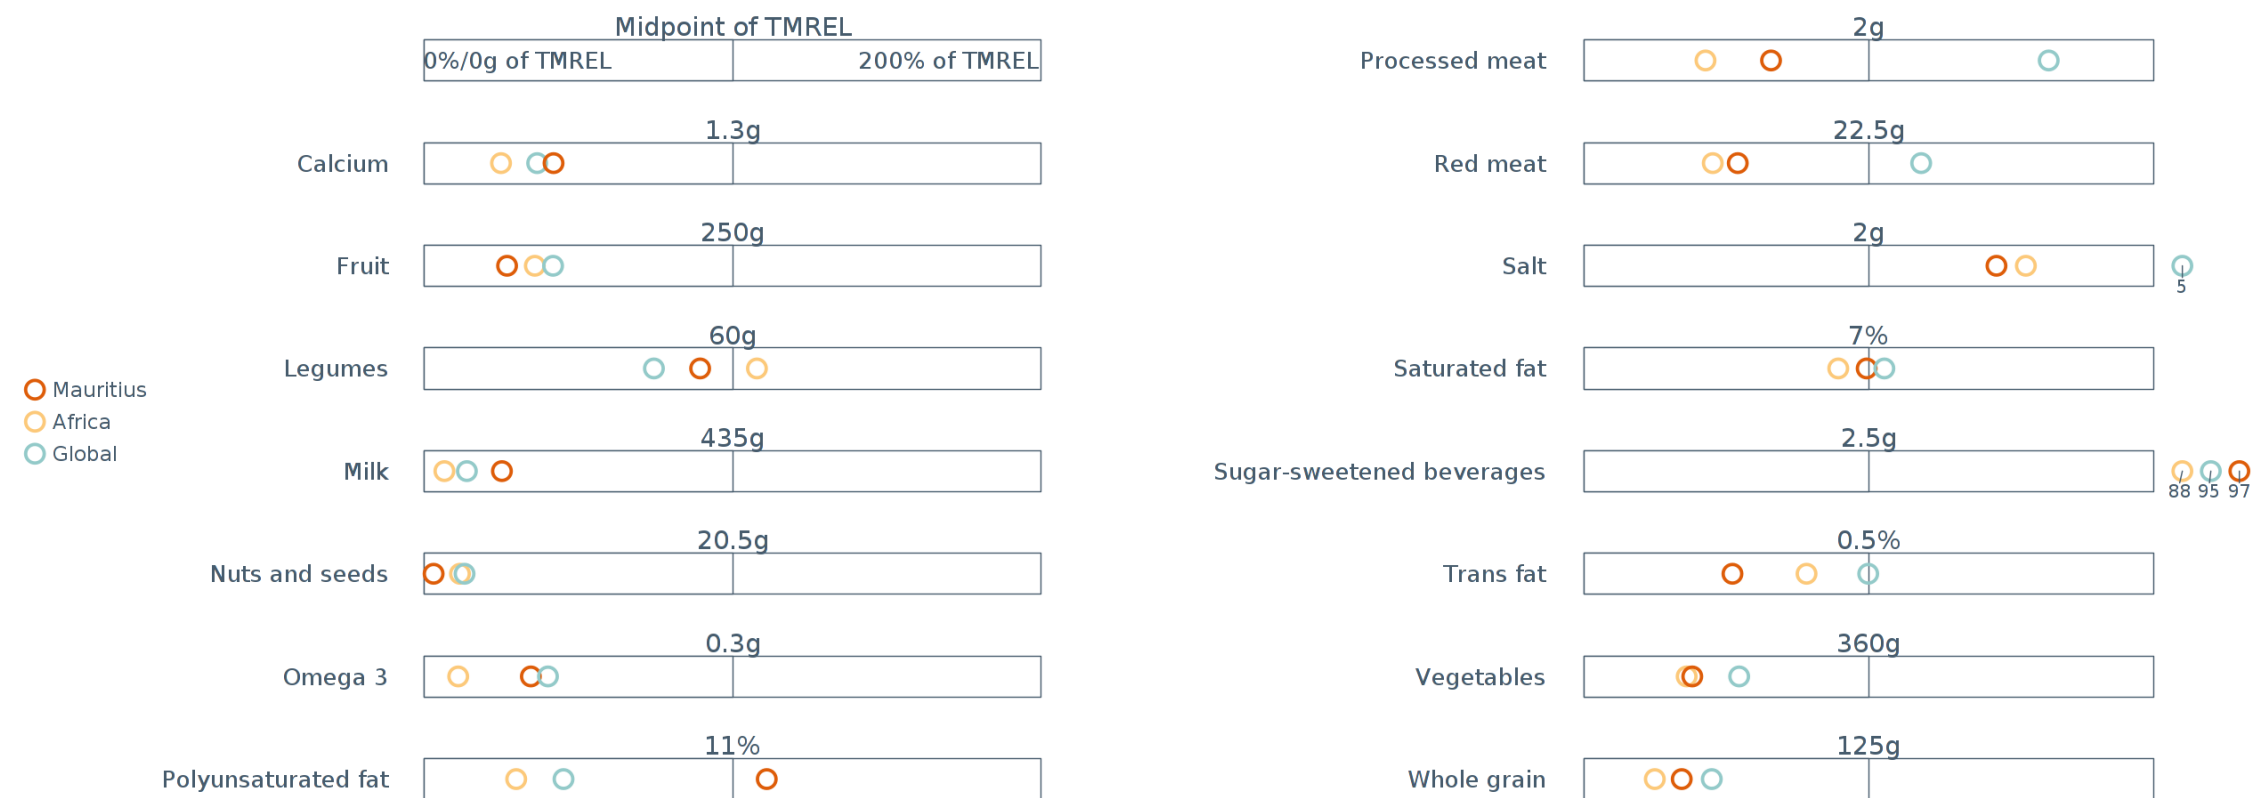 Midpoint of TMREL
0%/0g of TMREL
200% of TMREL
1.3g
Calcium
250g
Fruit
60g
Legumes
435g
Milk
20.5g
Nuts and seeds
0.3g
Omega 3
11%
Polyunsaturated fat
Mauritius
Africa
Global
2g
Processed meat
22.5g
Red meat
2g
Salt
5
7%
Saturated fat
2.5g
Sugar-sweetened beverages
88 95 97
0.5%
Trans fat
360g
Vegetables
125g
Whole grain